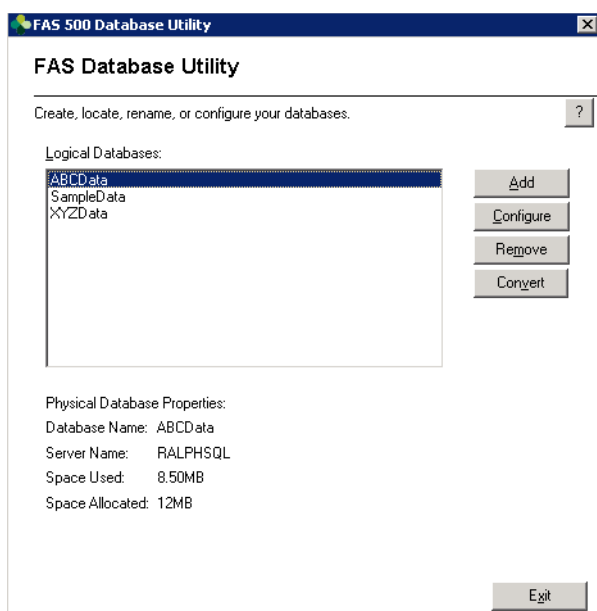 FAS 500 Database Utility
FAS Database Utility
Create, locate, rename, or configure your databases.
?
Logical Databases:
ABCData
SampleData
XYZData
Add
Configure
Remove
Convert
Physical Database Properties:
Database Name: ABCData
Server Name: RALPHSQL
Space Used: 8.50MB
Space Allocated: 12MB
Exit